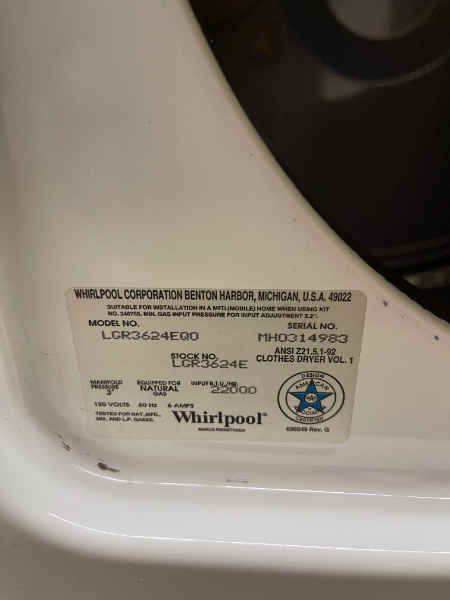 WHIRLPOOL CORPORATION BENTON HARBOR, MICHIGAN, U.S.A. 49022
SUITABLE FOR INSTALLATION IN A MFD.(MOBILE) HOME WHEN USING KIT
NO. 346765. MIN. GAS INPUT PRESSURE FOR INPUT ADJUSTMENT 5.2".
MODEL NO. SERIAL NO.
LGR3624EQ0 MH0314983
STOCK NO. ANSI Z21.5.1-92
LGR3624E CLOTHES DRYER VOL. 1
MANIFOLD EQUIPPED FOR INPUT B.T.U./HR.
PRESSURE NATURAL 22000
3" GAS
120 VOLTS 60 Hz 6 AMPS
TESTED FOR NAT.,MFD.,
MIX. AND L.P. GASES.
Whirlpool
MARCA REGISTRADA
DESIGN
AMERICAN
GAS
ASSOCIATION
CERTIFIED
696649 Rev. G